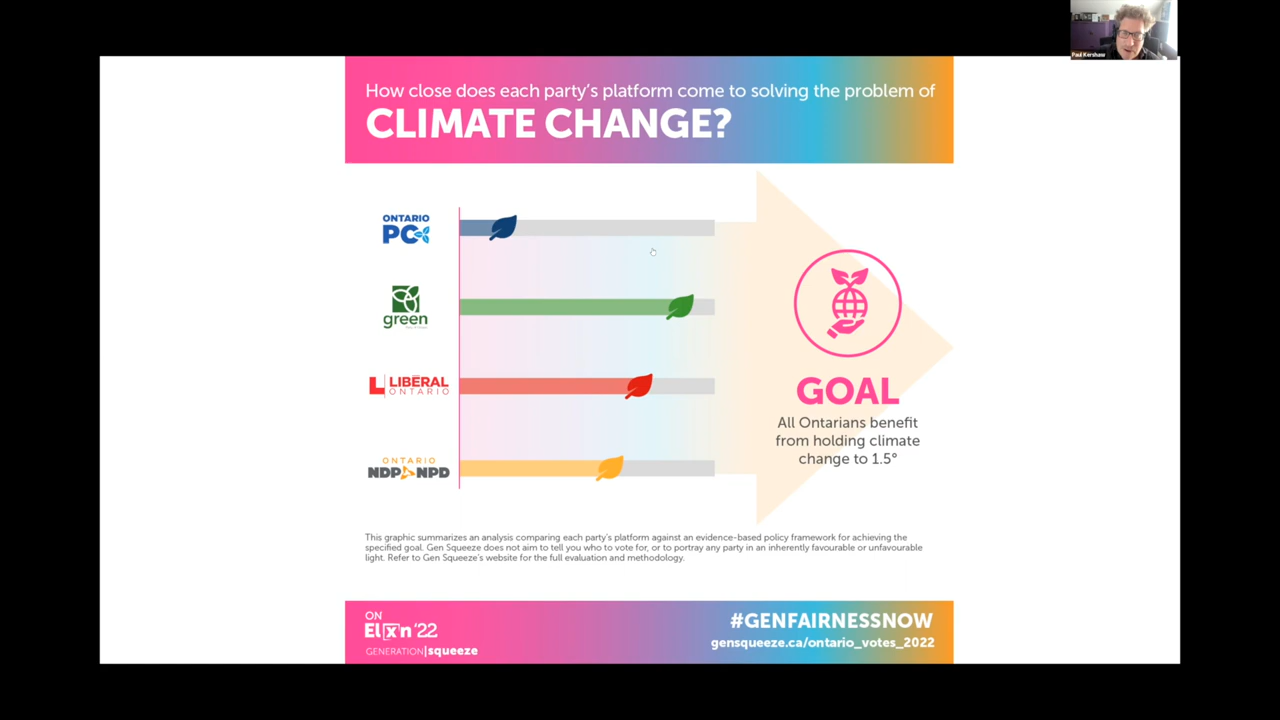 Paul Kershaw
How close does each party's platform come to solving the problem of
CLIMATE CHANGE?
ONTARIO
PC
green
LIBĒRAL
ONTARIO
ONTARIO
NDP NPD
GOAL
All Ontarians benefit
from holding climate
change to 1.5°
This graphic summarizes an analysis comparing each party's platform against an evidence-based policy framework for achieving the
specified goal. Gen Squeeze does not aim to tell you who to vote for, or to portray any party in an inherently favourable or unfavourable
light. Refer to Gen Squeeze's website for the full evaluation and methodology.
ON
El[x]n '22
GENERATION|squeeze
#GENFAIRNESSNOW
gensqueeze.ca/ontario_votes_2022